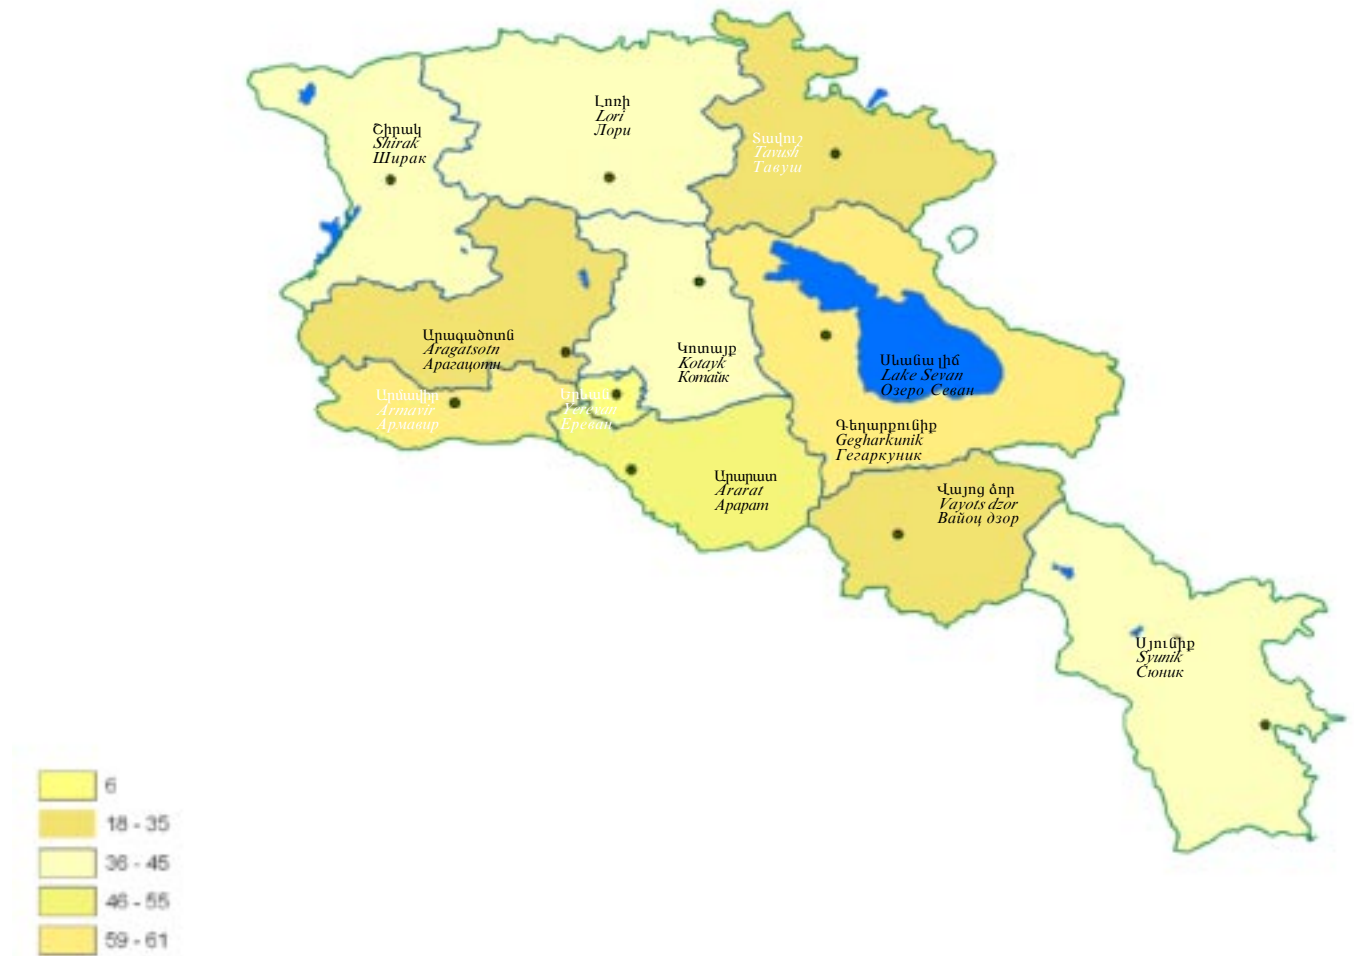 Լոռի
Lori
Лори
Շիրակ
Shirak
Ширак
Տավուշ
Tavush
Тавуш
Արագածոտն
Aragatsotn
Арагацотн
Կոտայք
Kotayk
Котайк
Սևանա լիճ
Lake Sevan
Озеро Севан
Արմավիր
Armavir
Армавир
Երևան
Yerevan
Ереван
Գեղարքունիք
Gegharkunik
Гегаркуник
Արարատ
Ararat
Арарат
Վայոց ձոր
Vayots dzor
Вайоц дзор
Սյունիք
Syunik
Сюник
6
18 - 35
36 - 45
46 - 55
59 - 61